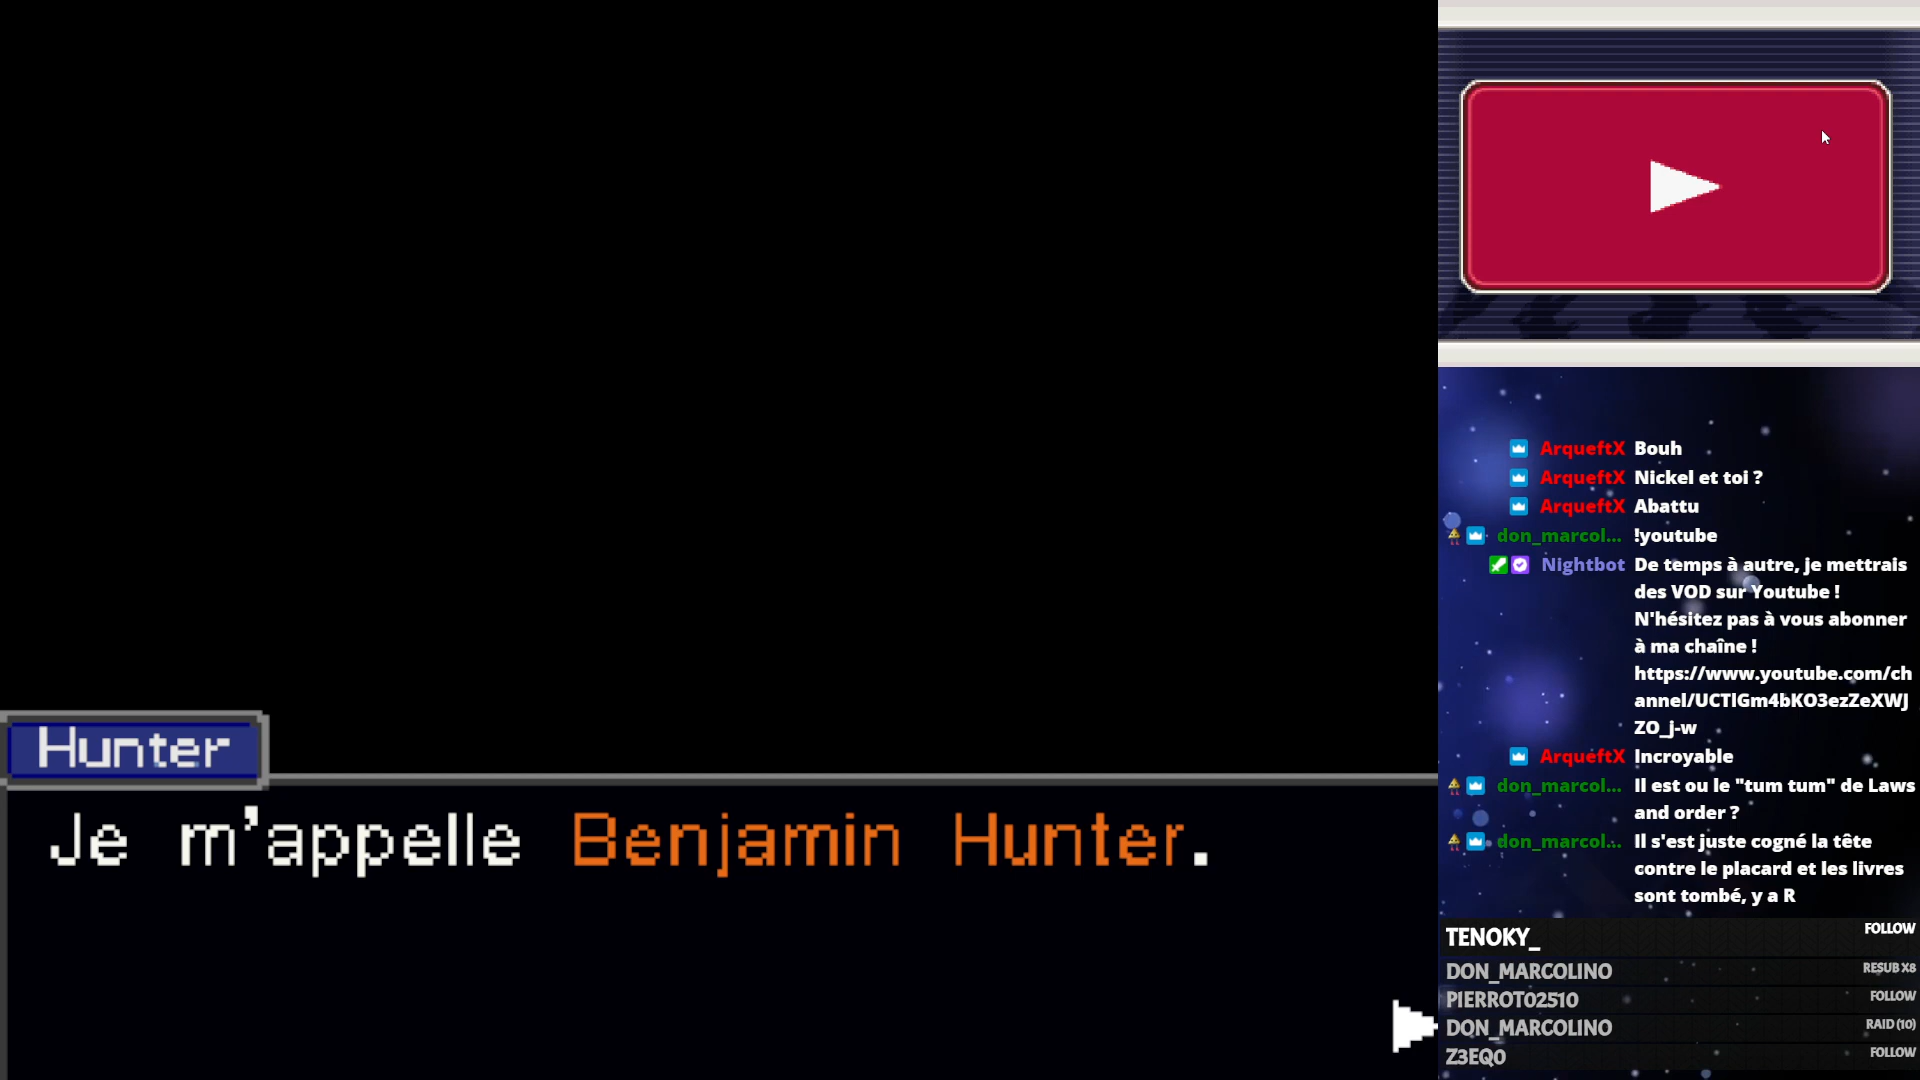 Hunter
Je m'appelle Benjamin Hunter.
ArqueftX Bouh
ArqueftX Nickel et toi ?
ArqueftX Abattu
don_marcol... !youtube
Nightbot De temps à autre, je mettrais
des VOD sur Youtube !
N'hésitez pas à vous abonner
à ma chaîne !
https://www.youtube.com/ch
annel/UCTlGm4bKO3ezZeXWJ
ZO_j-w
ArqueftX Incroyable
don_marcol... Il est ou le "tum tum" de Laws
and order ?
don_marcol... Il s'est juste cogné la tête
contre le placard et les livres
sont tombé, y a R
TENOKY_ FOLLOW
DON_MARCOLINO RESUB X8
PIERROT02510 FOLLOW
DON_MARCOLINO RAID (10)
Z3EQ0 FOLLOW